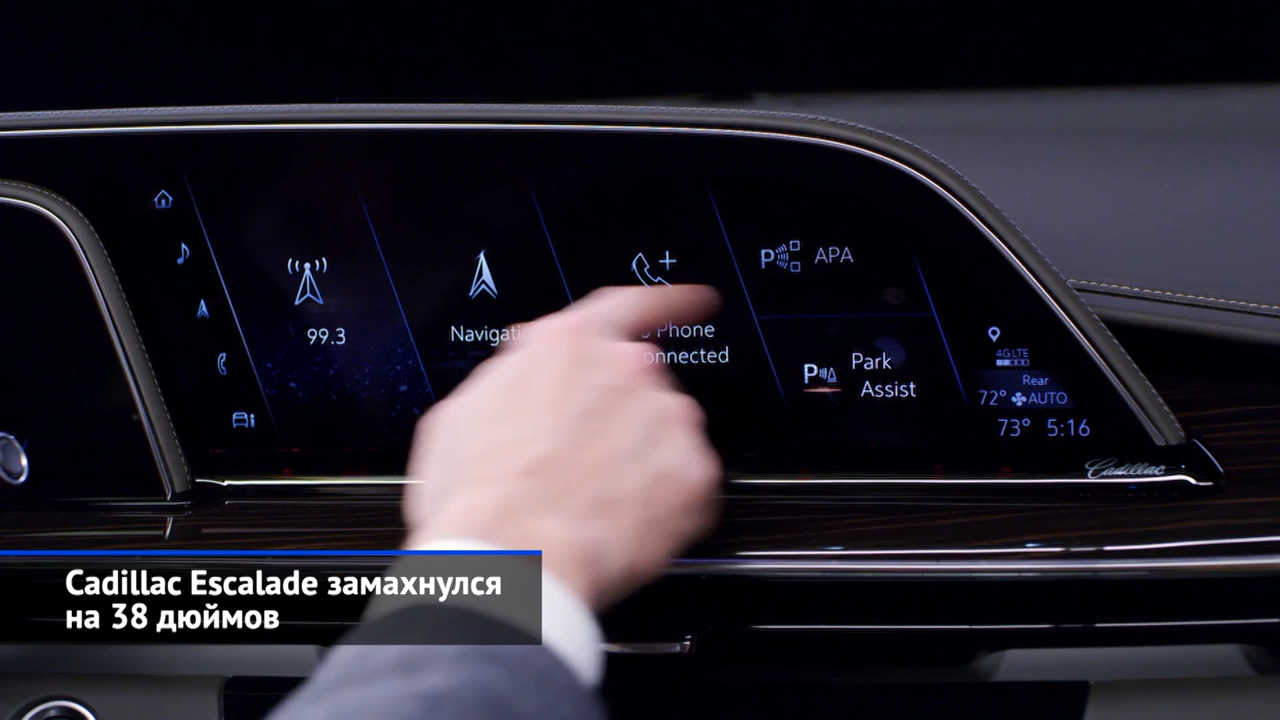 99.3
Navigati
Phone
onnected
P APA
P Park
Assist
4G LTE
Rear
72° AUTO
73° 5:16
Cadillac
Cadillac Escalade замахнулся
на 38 дюймов